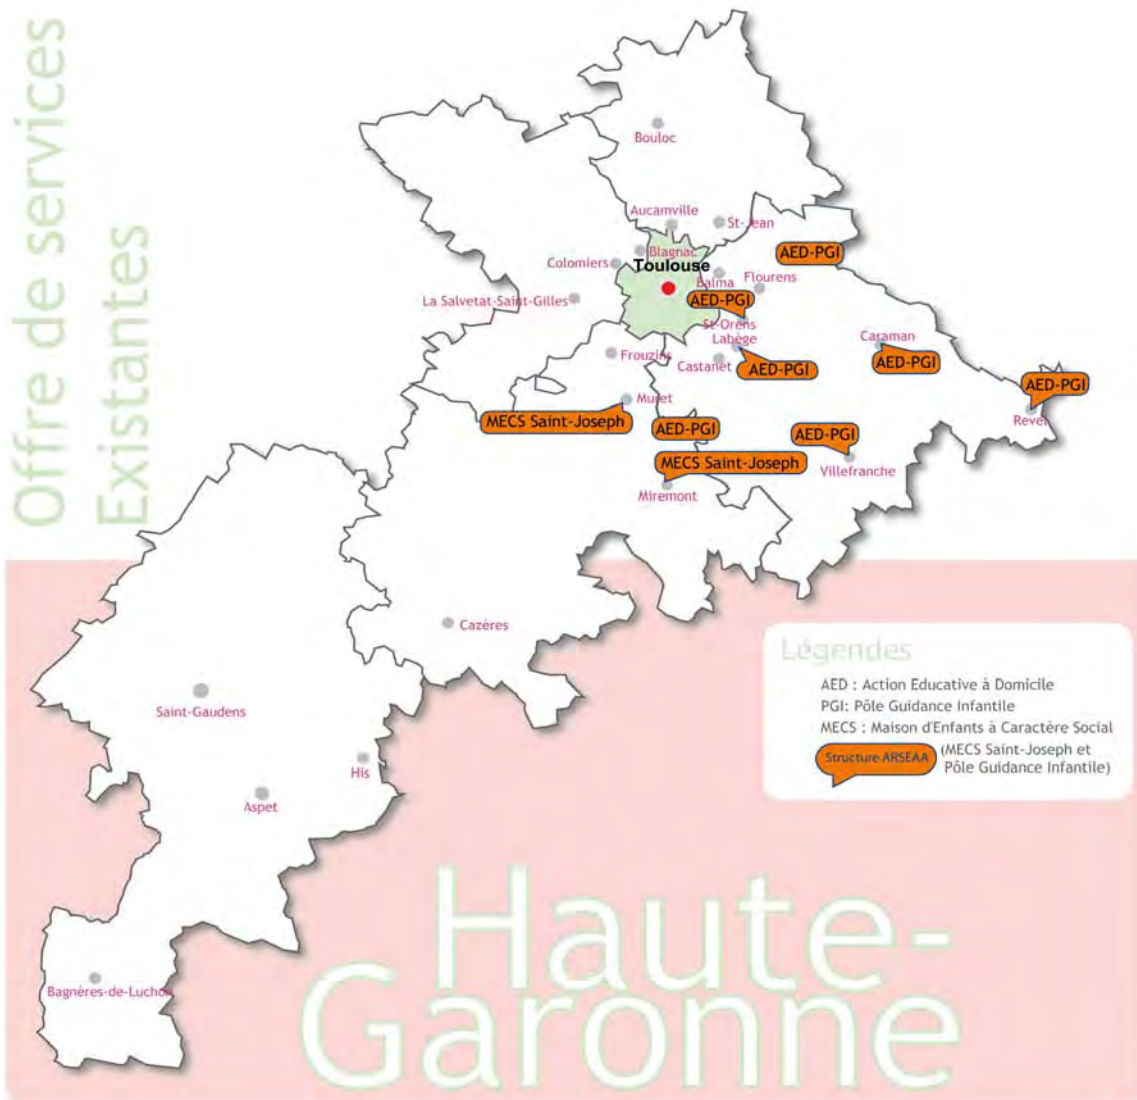 Offre de services
Existantes
Bouloc
Aucamville
St-Jean
Blagnac
AED-PGI
Colomiers
Toulouse
Balma
Flourens
La Salvetat-Saint-Gilles
AED-PGI
St-Orens
Labège
Caraman
Frouzins
Castanet
AED-PGI
AED-PGI
AED-PGI
Muret
Revel
MECS Saint-Joseph
AED-PGI
AED-PGI
MECS Saint-Joseph
Villefranche
Miremont
Cazères
Légendes
AED : Action Educative à Domicile
PGI: Pôle Guidance Infantile
MECS : Maison d'Enfants à Caractère Social
Structure ARSEAA (MECS Saint-Joseph et
Pôle Guidance Infantile)
Saint-Gaudens
His
Aspet
Bagnères-de-Luchon
Haute-
Garonne